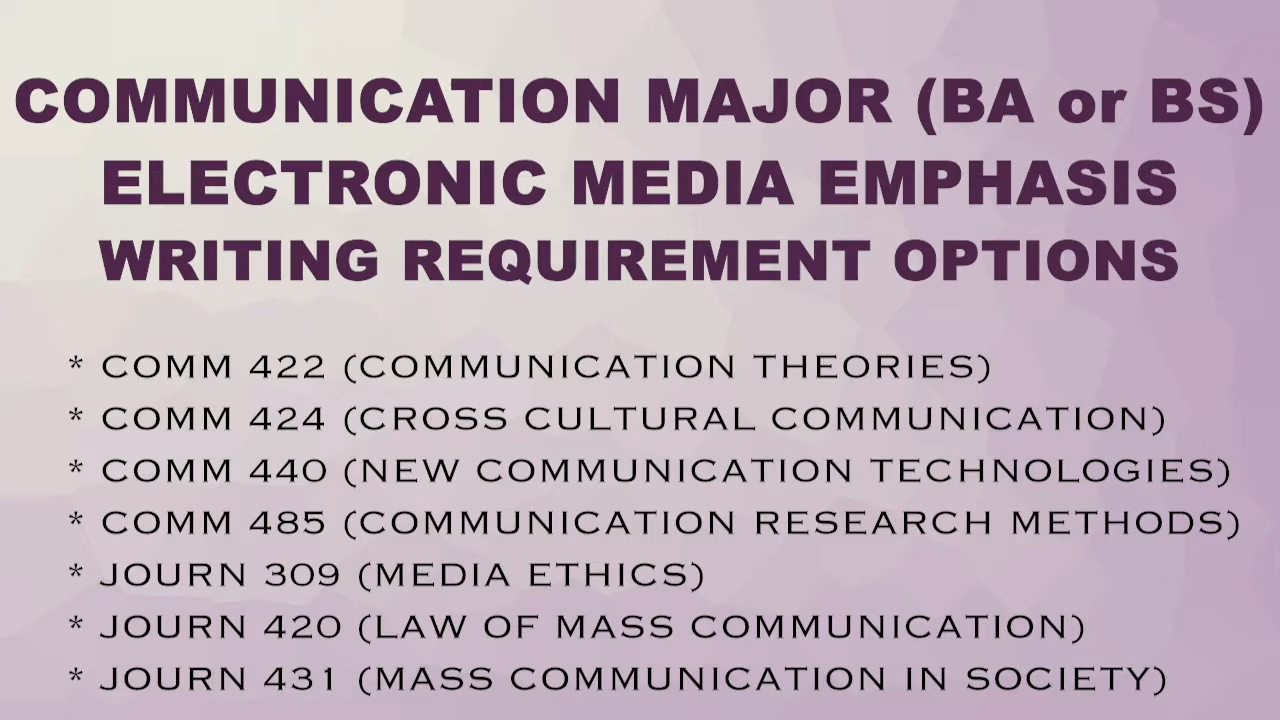 COMMUNICATION MAJOR (BA or BS)
ELECTRONIC MEDIA EMPHASIS
WRITING REQUIREMENT OPTIONS
* COMM 422 (COMMUNICATION THEORIES)
* COMM 424 (CROSS CULTURAL COMMUNICATION)
* COMM 440 (NEW COMMUNICATION TECHNOLOGIES)
* COMM 485 (COMMUNICATION RESEARCH METHODS)
* JOURN 309 (MEDIA ETHICS)
* JOURN 420 (LAW OF MASS COMMUNICATION)
* JOURN 431 (MASS COMMUNICATION IN SOCIETY)